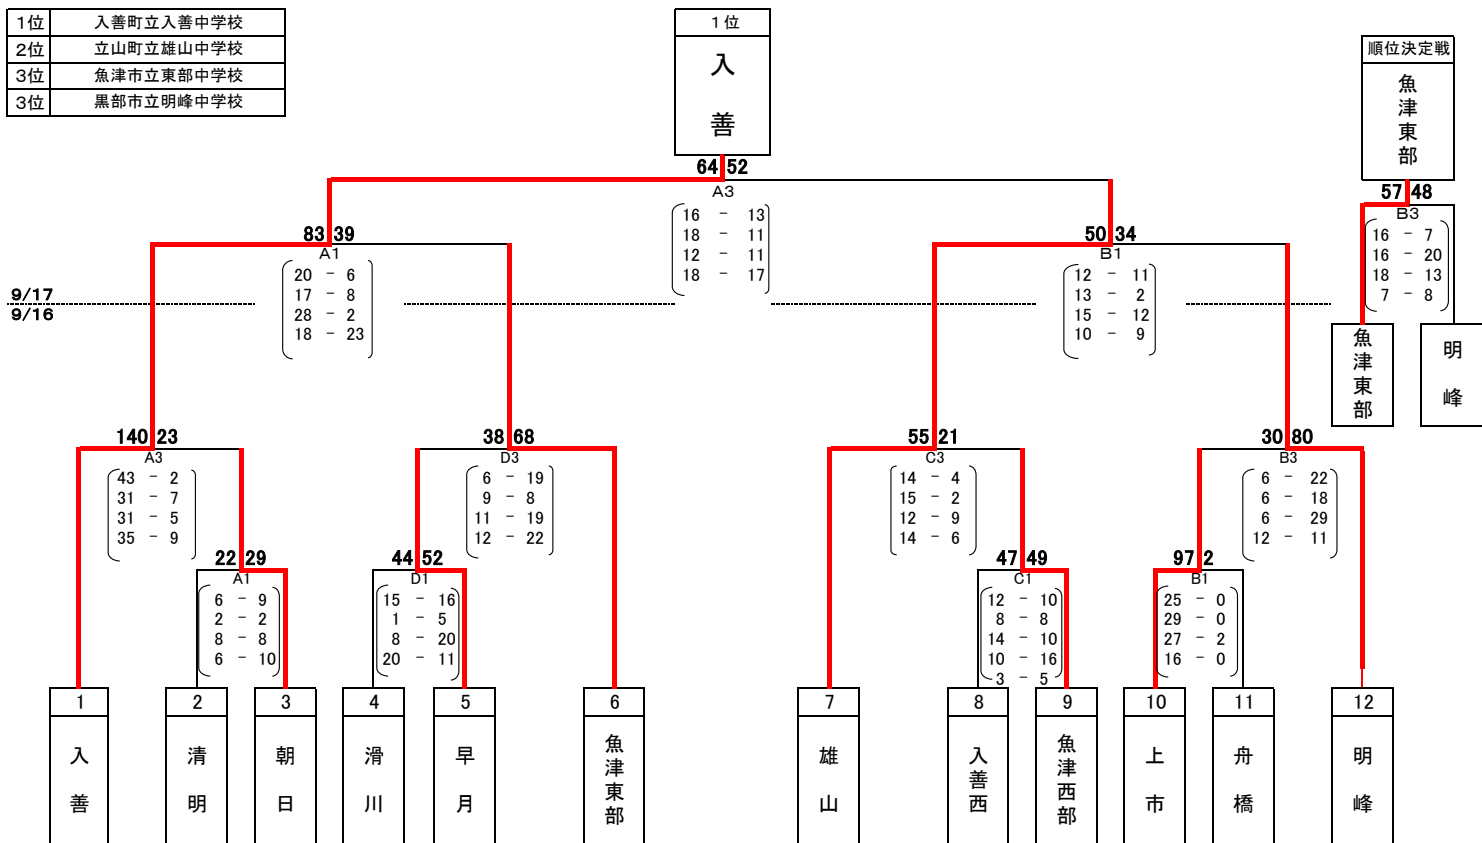 1位 入善町立入善中学校
2位 立山町立雄山中学校
3位 魚津市立東部中学校
3位 黒部市立明峰中学校
1位
入善
順位決定戦
魚津東部
64 52
A3
16 - 13
18 - 11
12 - 11
18 - 17
57 48
B3
16 - 7
16 - 20
18 - 13
7 - 8
魚津東部
明峰
83 39
A1
20 - 6
17 - 8
28 - 2
18 - 23
50 34
B1
12 - 11
13 - 2
15 - 12
10 - 9
9/17
9/16
140 23
A3
43 - 2
31 - 7
31 - 5
35 - 9
38 68
D3
6 - 19
9 - 8
11 - 19
12 - 22
55 21
C3
14 - 4
15 - 2
12 - 9
14 - 6
30 80
B3
6 - 22
6 - 18
6 - 29
12 - 11
22 29
A1
6 - 9
2 - 2
8 - 8
6 - 10
44 52
D1
15 - 16
1 - 5
8 - 20
20 - 11
47 49
C1
12 - 10
8 - 8
14 - 10
10 - 16
3 - 5
97 2
B1
25 - 0
29 - 0
27 - 2
16 - 0
1
入善
2
清明
3
朝日
4
滑川
5
早月
6
魚津東部
7
雄山
8
入善西
9
魚津西部
10
上市
11
舟橋
12
明峰